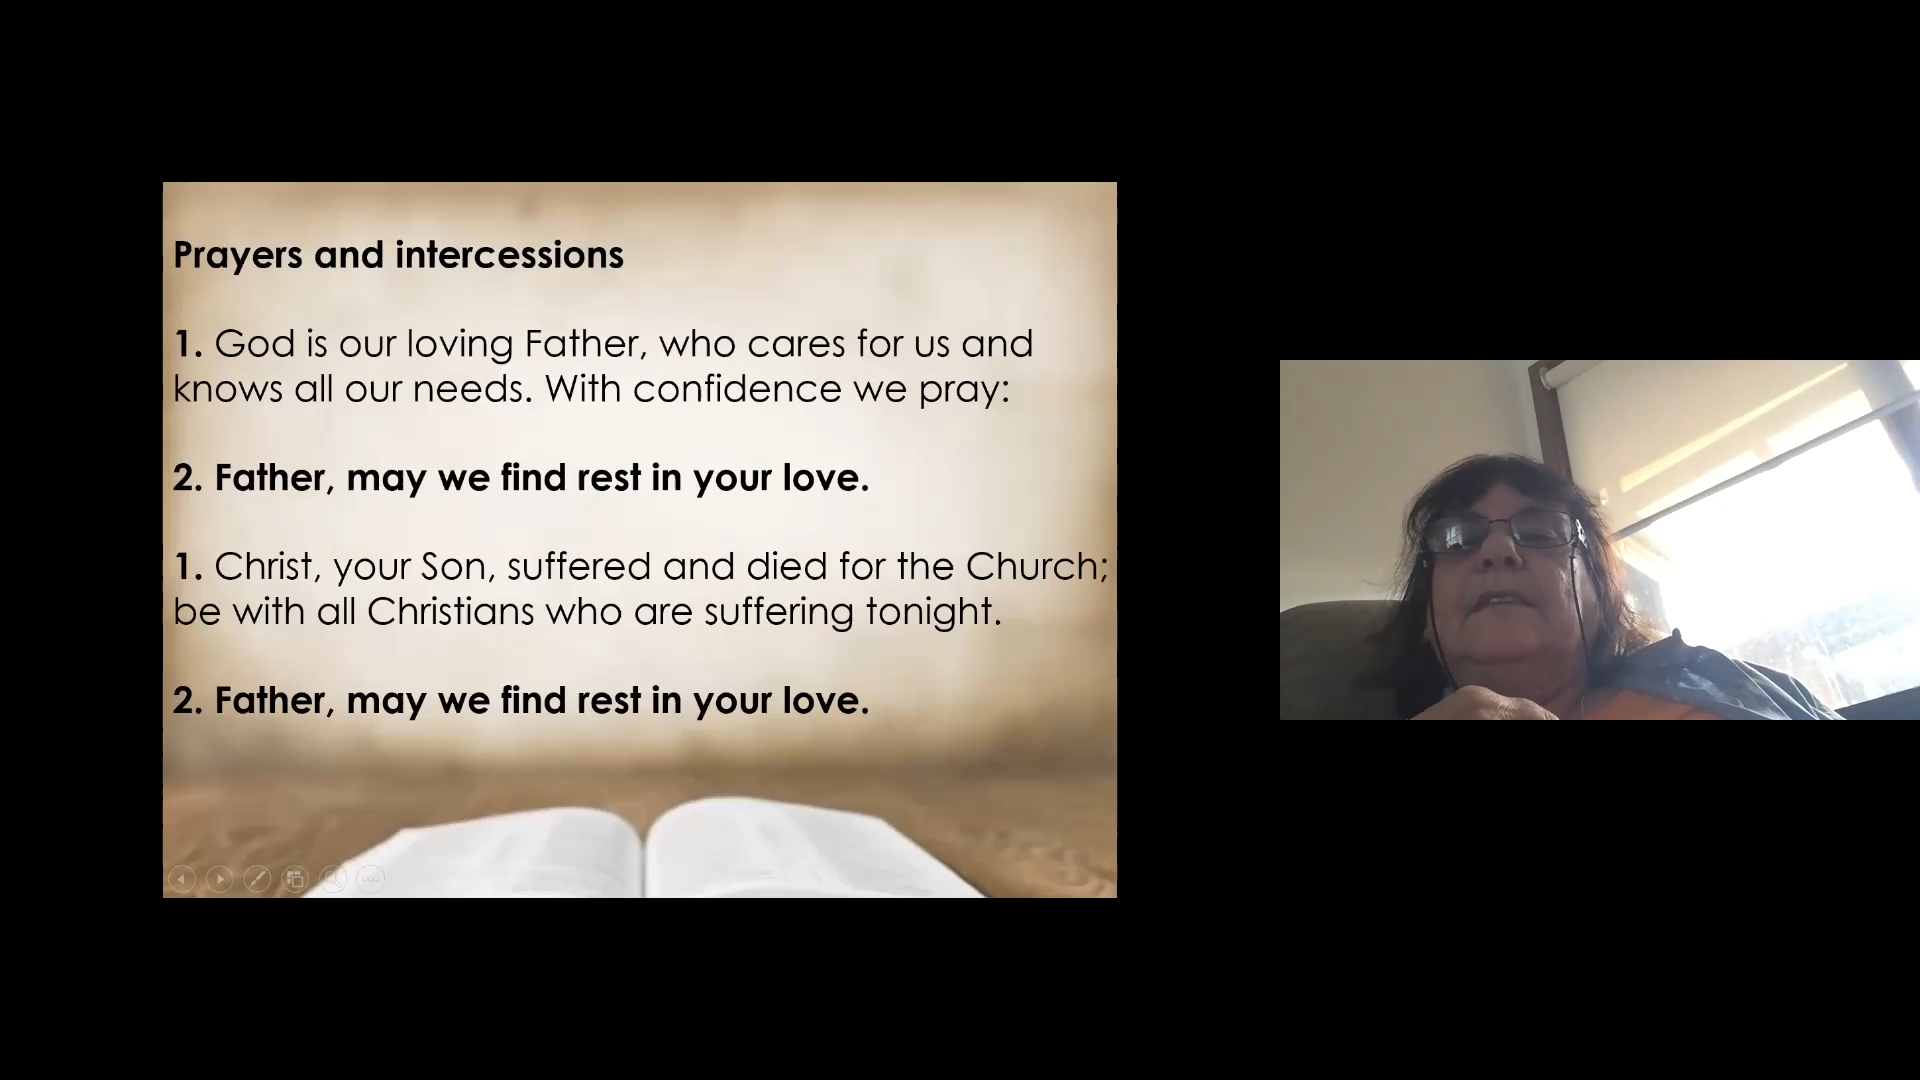 Prayers and intercessions
1. God is our loving Father, who cares for us and
knows all our needs. With confidence we pray:
2. Father, may we find rest in your love.
1. Christ, your Son, suffered and died for the Church;
be with all Christians who are suffering tonight.
2. Father, may we find rest in your love.